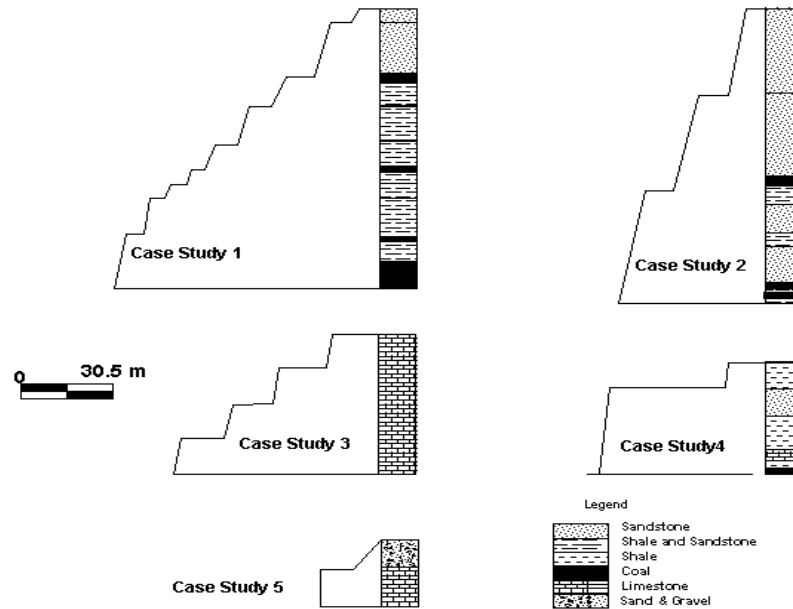 Case Study 1
Case Study 2
0 30.5 m
Case Study 3
Case Study4
Legend
Sandstone
Shale and Sandstone
Shale
Coal
Limestone
Sand & Gravel
Case Study 5